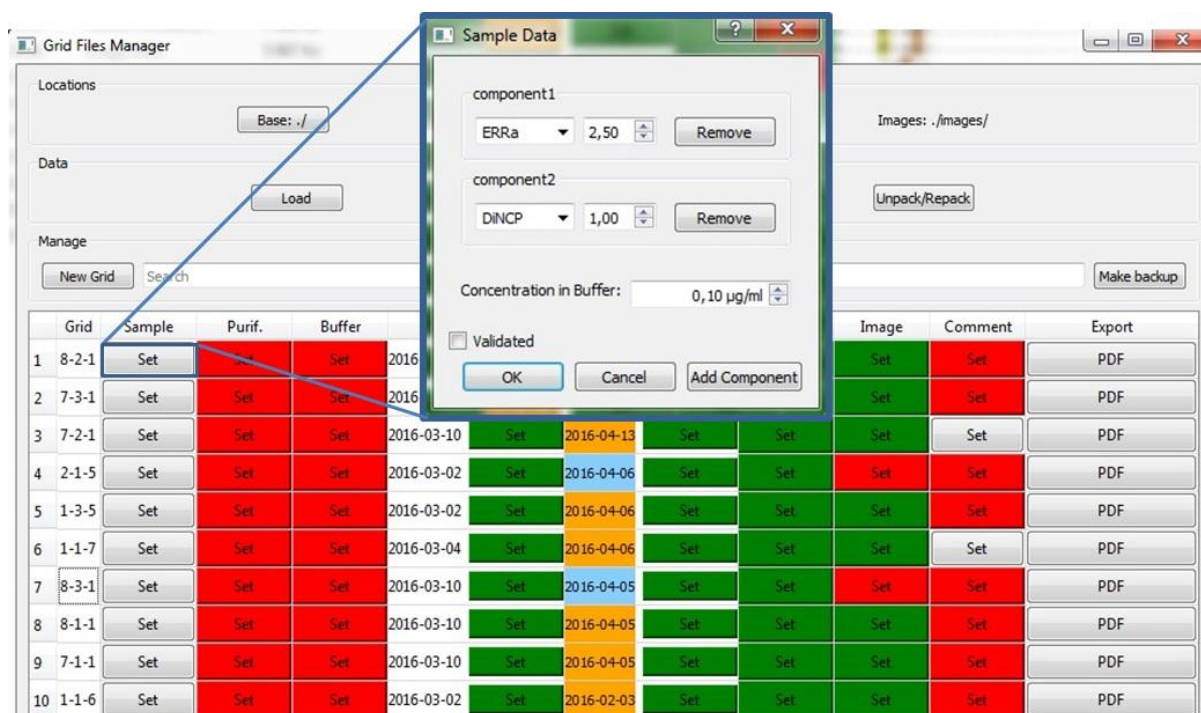 Grid Files Manager
Sample Data ?
Locations
Base: ./
Images: ./images/
component1
ERRa 2,50 Remove
Data
Load
Unpack/Repack
component2
DiNCP 1,00 Remove
Manage
New Grid Search
Make backup
Concentration in Buffer: 0,10 µg/ml
Validated
OK Cancel Add Component
Grid Sample Purif. Buffer Image Comment Export
1 8-2-1 Set Set Set 2016 Set Set PDF
2 7-3-1 Set Set Set 2016 Set Set PDF
3 7-2-1 Set Set Set 2016-03-10 Set 2016-04-13 Set Set Set Set PDF
4 2-1-5 Set Set Set 2016-03-02 Set 2016-04-06 Set Set Set Set PDF
5 1-3-5 Set Set Set 2016-03-02 Set 2016-04-06 Set Set Set Set PDF
6 1-1-7 Set Set Set 2016-03-04 Set 2016-04-06 Set Set Set Set PDF
7 8-3-1 Set Set Set 2016-03-10 Set 2016-04-05 Set Set Set Set PDF
8 8-1-1 Set Set Set 2016-03-10 Set 2016-04-05 Set Set Set Set PDF
9 7-1-1 Set Set Set 2016-03-10 Set 2016-04-05 Set Set Set Set PDF
10 1-1-6 Set Set Set 2016-03-02 Set 2016-02-03 Set Set Set Set PDF